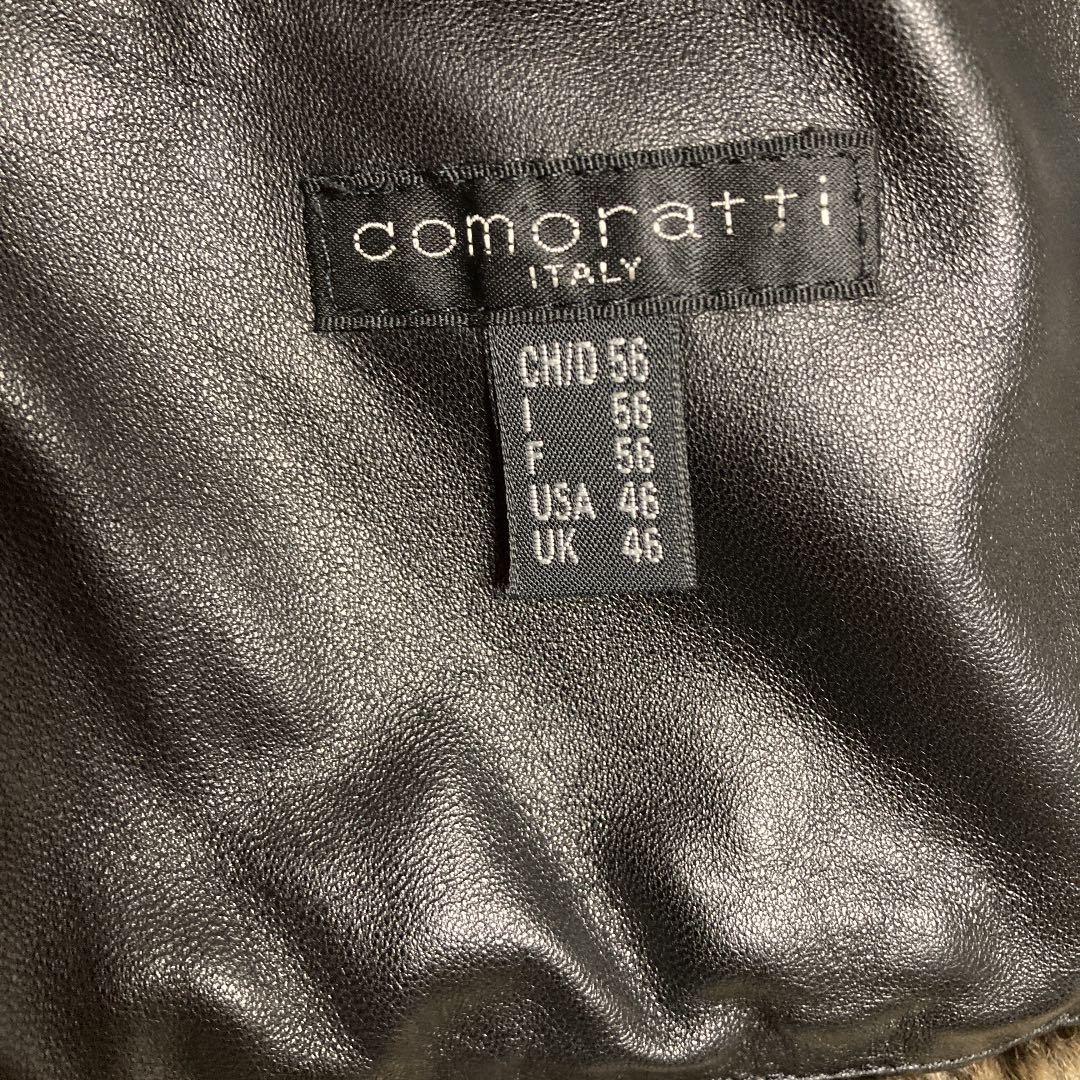 comoratti
ITALY
CH/D 56
I 56
F 56
USA 46
UK 46